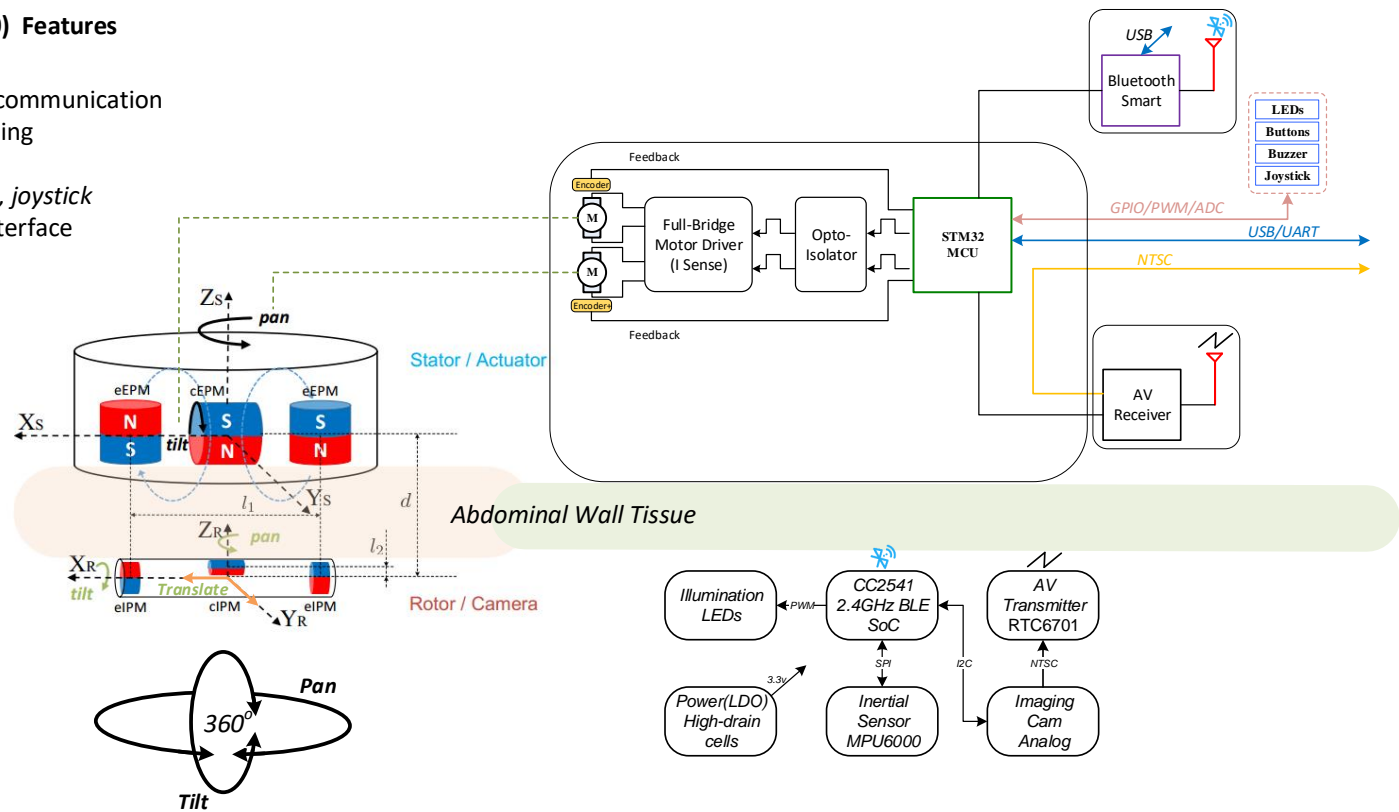 ) Features
communication
ing
, joystick
terface
USB
Bluetooth
Smart
LEDs
Buttons
Buzzer
Joystick
Feedback
Encoder
M
Full-Bridge
Motor Driver
(I Sense)
Opto-
Isolator
STM32
MCU
GPIO/PWM/ADC
USB/UART
NTSC
M
Encoder+
Feedback
AV
Receiver
ZS
pan
Stator / Actuator
eEPM
cEPM
eEPM
N
S
S
S
N
N
XS
tilt
YS
l1
d
Abdominal Wall Tissue
ZR
pan
l2
XR
tilt
Translate
eIPM
cIPM
eIPM
YR
Rotor / Camera
Illumination
LEDs
PWM
CC2541
2.4GHz BLE
SoC
AV
Transmitter
RTC6701
SPI
I2C
NTSC
3.3v
Power(LDO)
High-drain
cells
Inertial
Sensor
MPU6000
Imaging
Cam
Analog
Pan
360o
Tilt